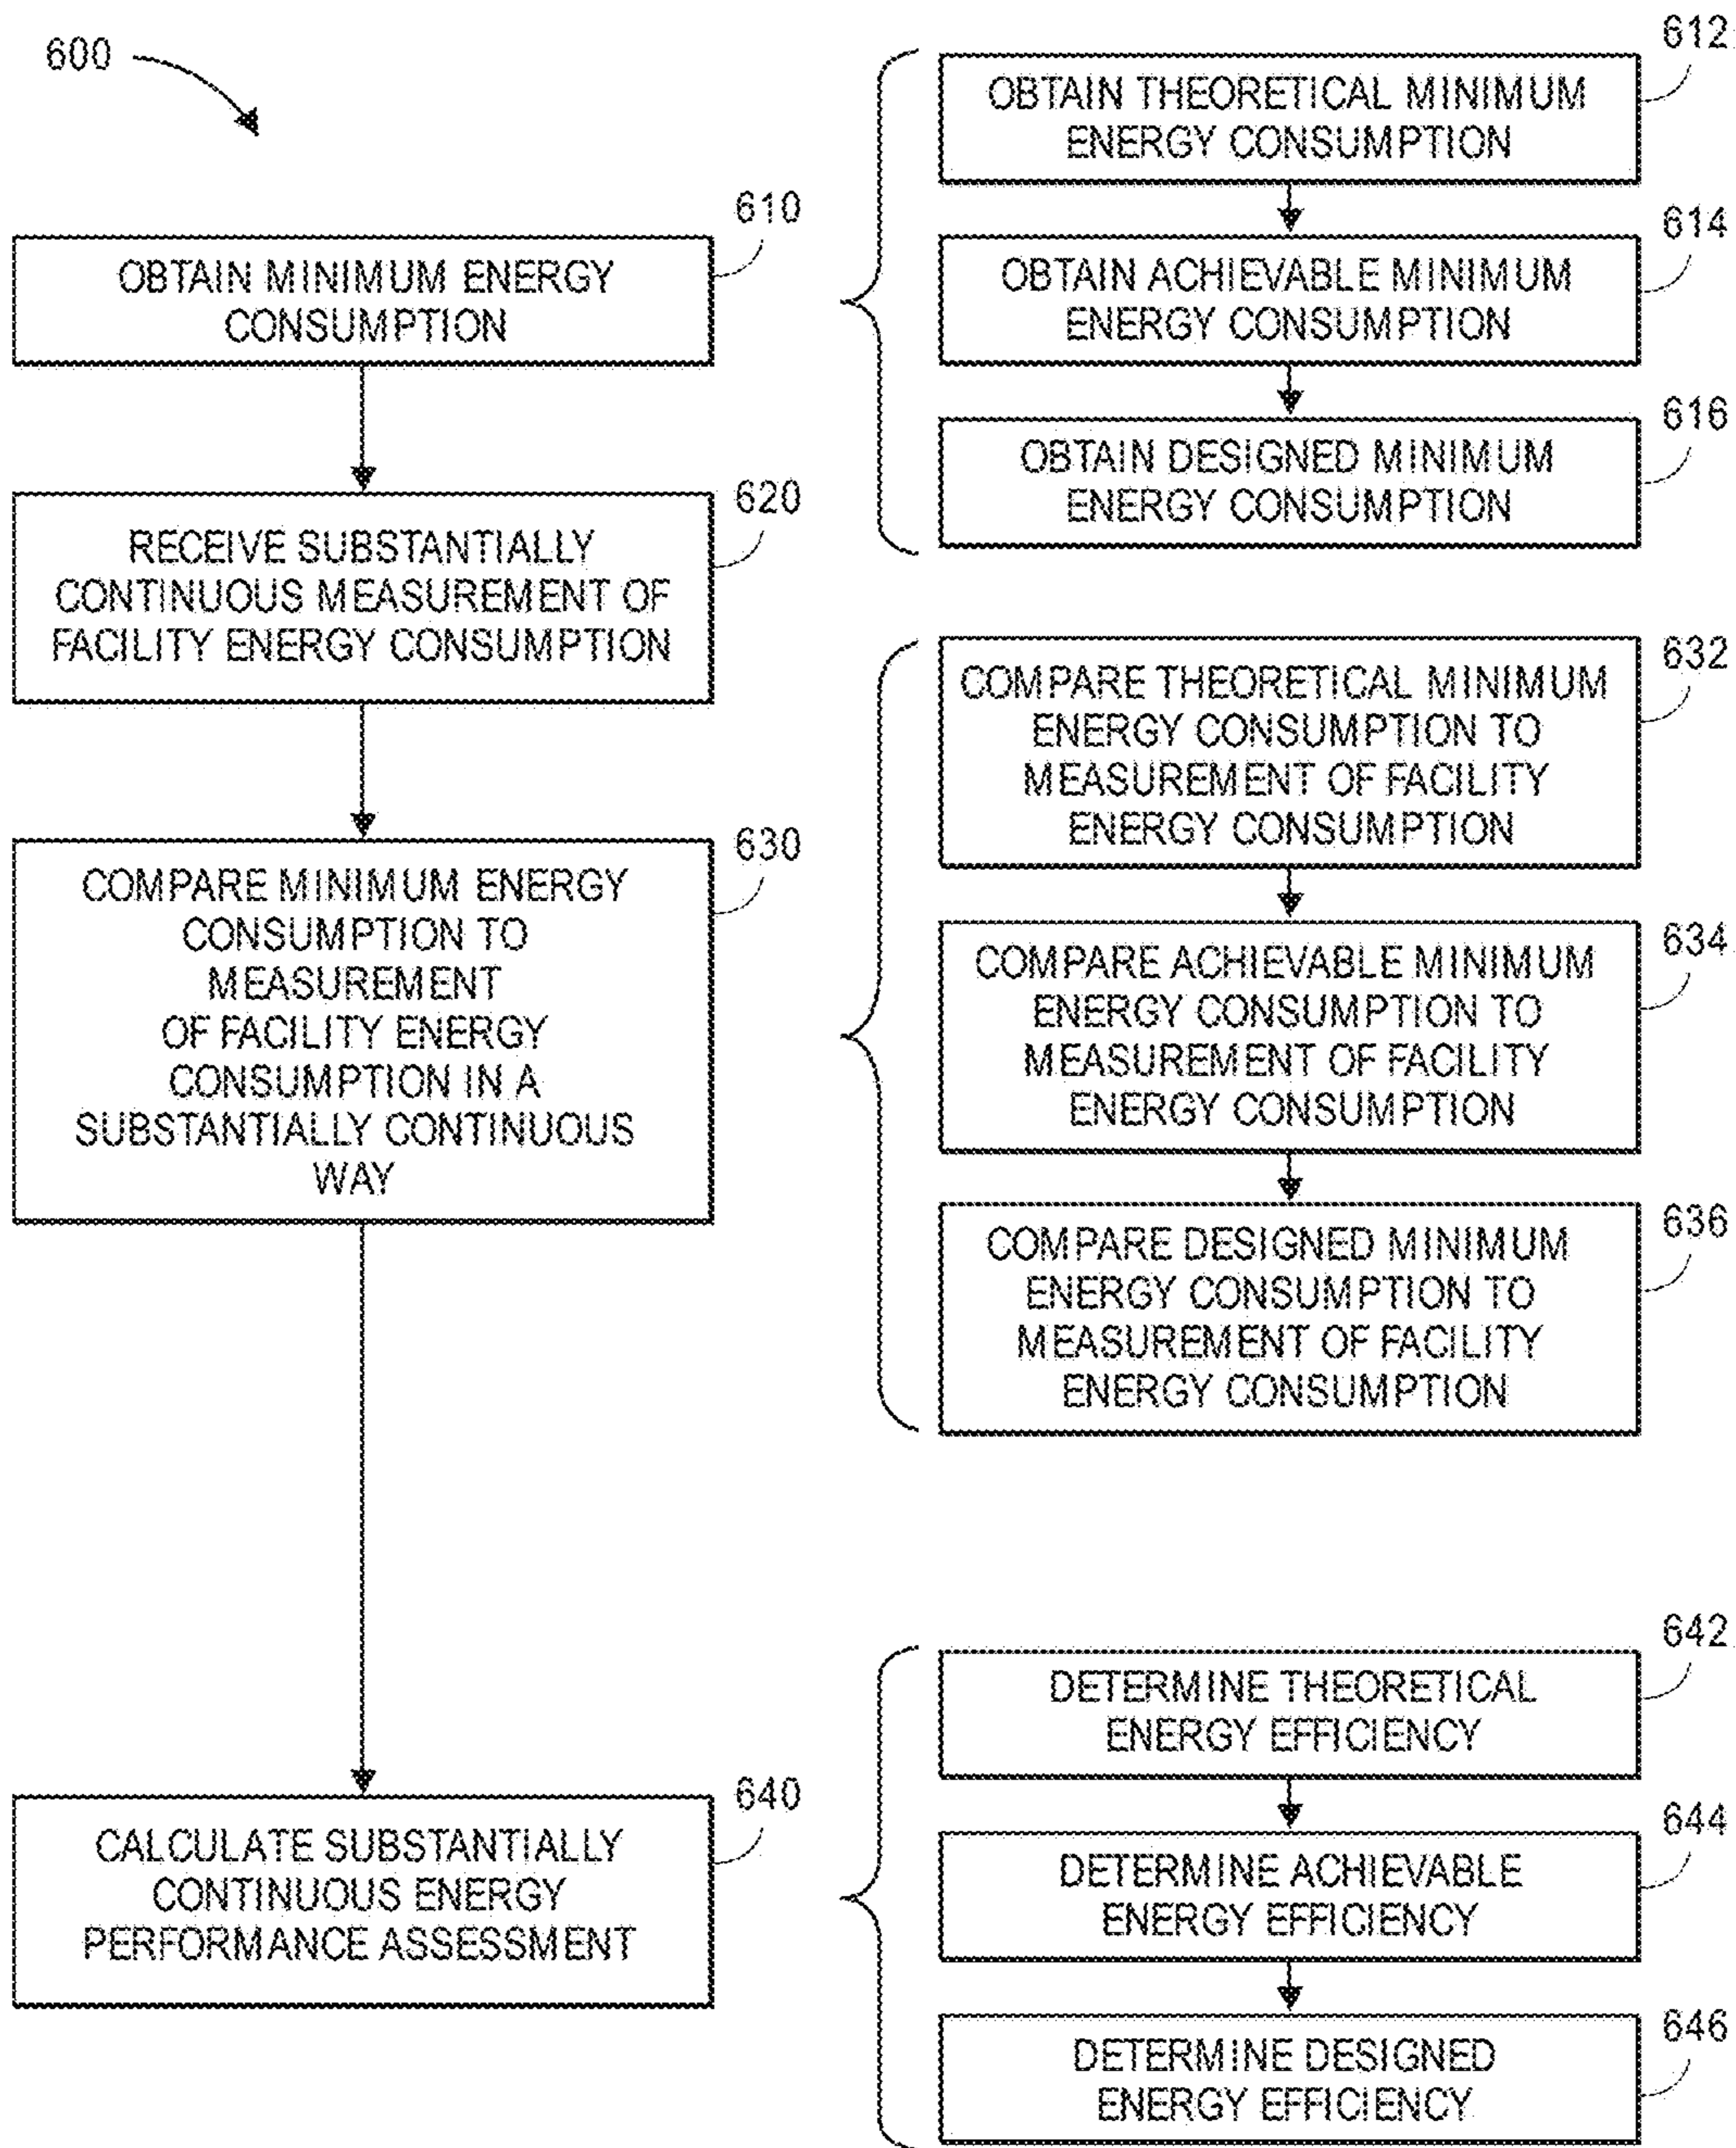 600
610
OBTAIN MINIMUM ENERGY
CONSUMPTION
612
OBTAIN THEORETICAL MINIMUM
ENERGY CONSUMPTION
614
OBTAIN ACHIEVABLE MINIMUM
ENERGY CONSUMPTION
616
OBTAIN DESIGNED MINIMUM
ENERGY CONSUMPTION
620
RECEIVE SUBSTANTIALLY
CONTINUOUS MEASUREMENT OF
FACILITY ENERGY CONSUMPTION
630
COMPARE MINIMUM ENERGY
CONSUMPTION TO
MEASUREMENT
OF FACILITY ENERGY
CONSUMPTION IN A
SUBSTANTIALLY CONTINUOUS
WAY
632
COMPARE THEORETICAL MINIMUM
ENERGY CONSUMPTION TO
MEASUREMENT OF FACILITY
ENERGY CONSUMPTION
634
COMPARE ACHIEVABLE MINIMUM
ENERGY CONSUMPTION TO
MEASUREMENT OF FACILITY
ENERGY CONSUMPTION
636
COMPARE DESIGNED MINIMUM
ENERGY CONSUMPTION TO
MEASUREMENT OF FACILITY
ENERGY CONSUMPTION
640
CALCULATE SUBSTANTIALLY
CONTINUOUS ENERGY
PERFORMANCE ASSESSMENT
642
DETERMINE THEORETICAL
ENERGY EFFICIENCY
644
DETERMINE ACHIEVABLE
ENERGY EFFICIENCY
646
DETERMINE DESIGNED
ENERGY EFFICIENCY